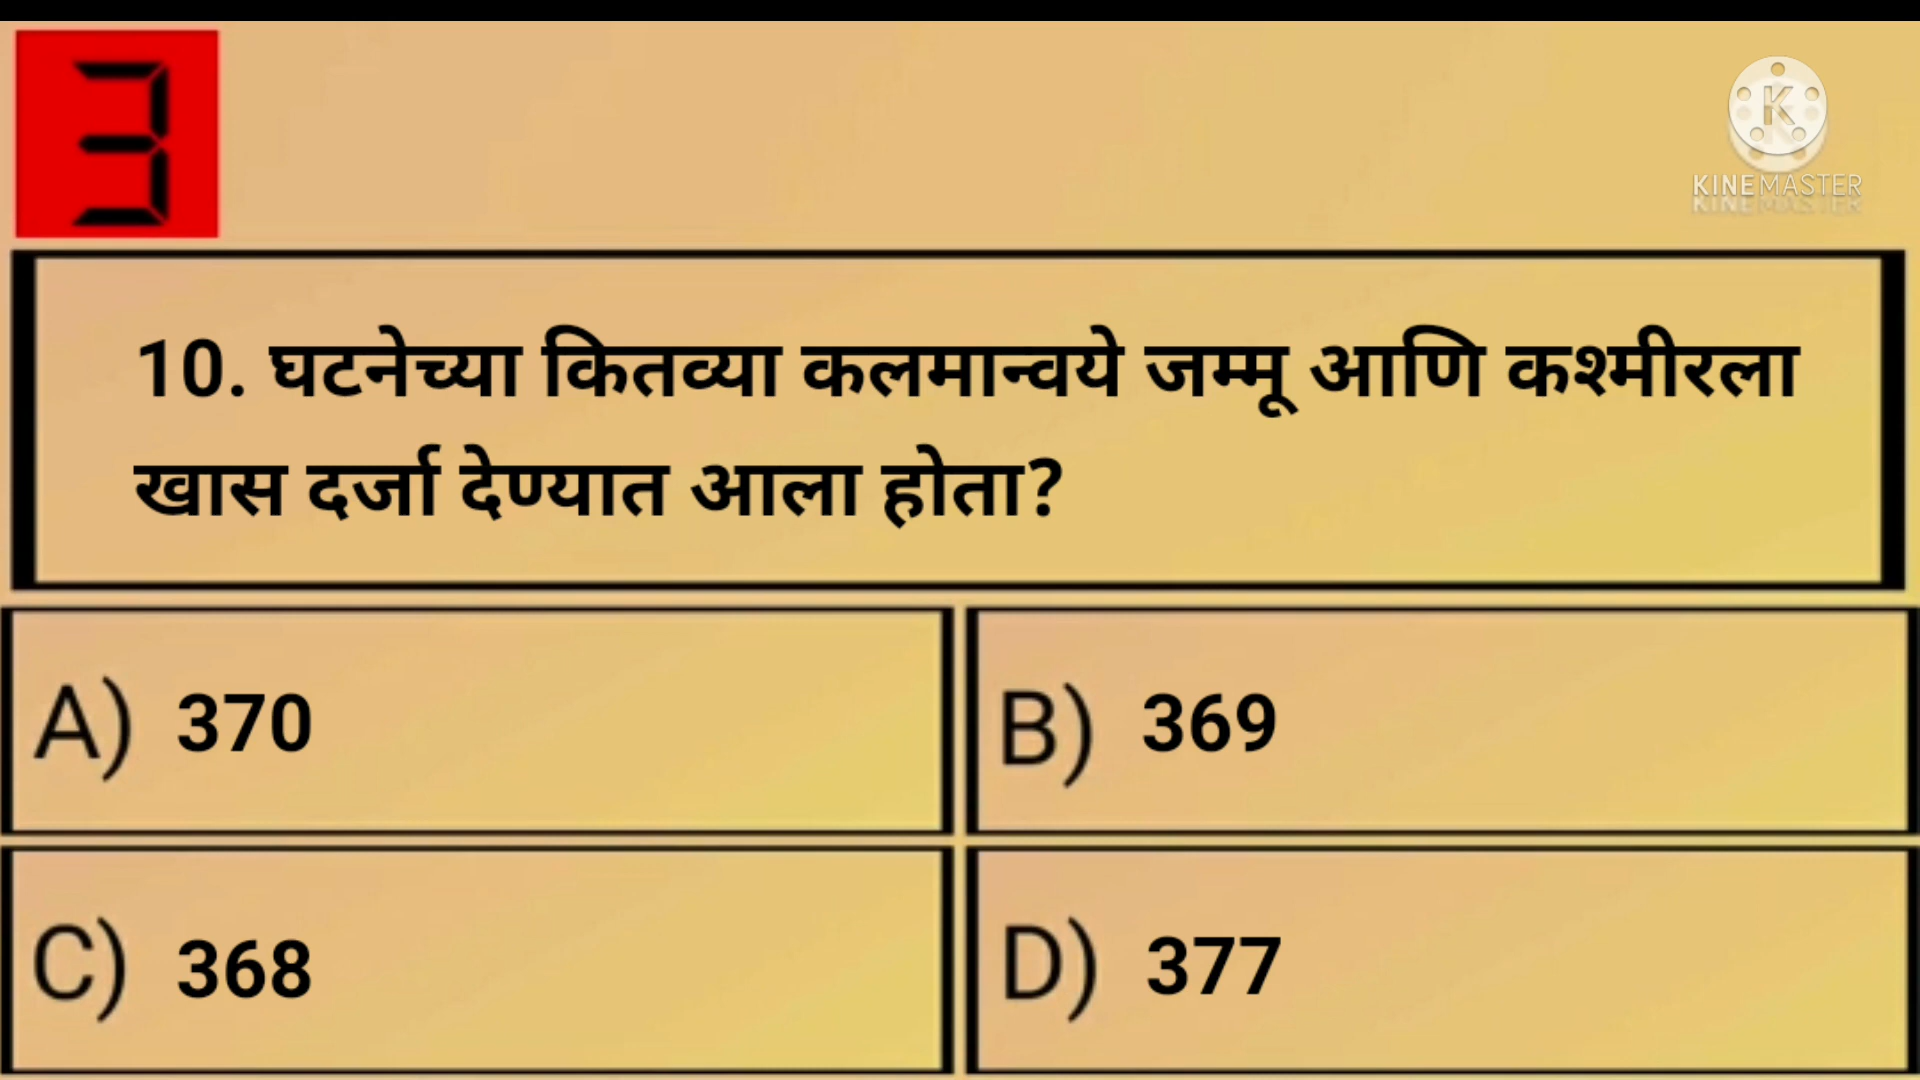 3
KINEMASTER
10. घटनेच्या कितव्या कलमान्वये जम्मू आणि कश्मीरला
खास दर्जा देण्यात आला होता?
A) 370
B) 369
C) 368
D) 377